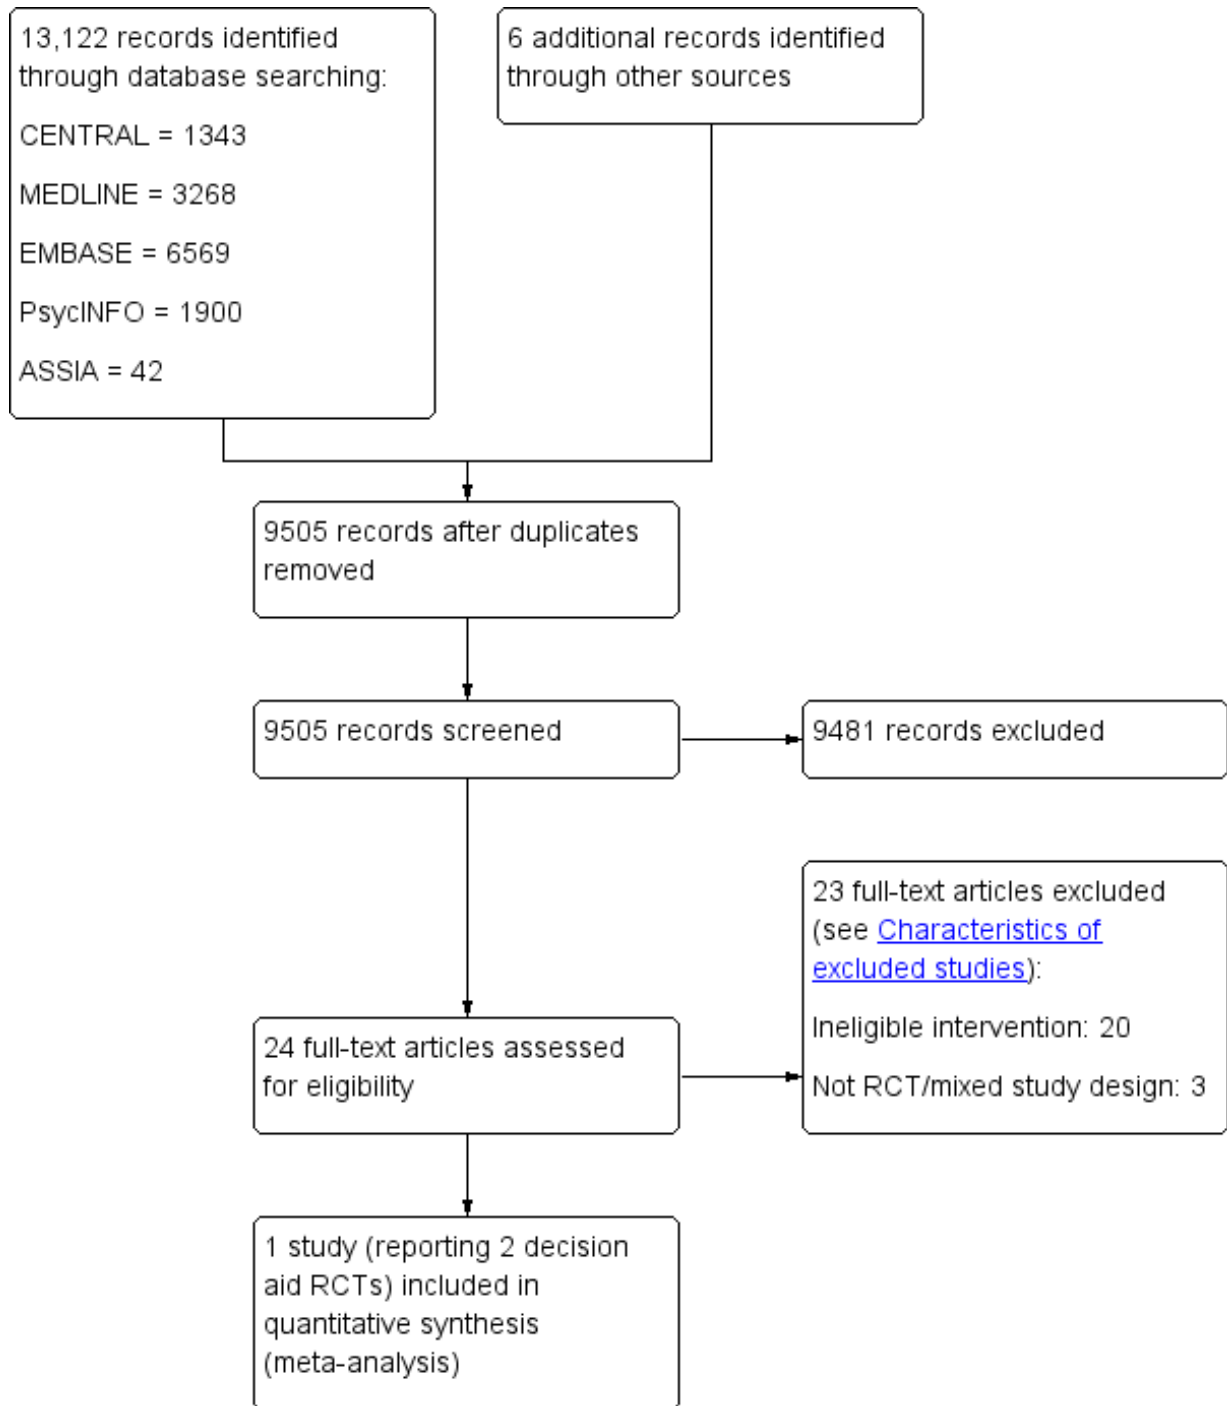 13,122 records identified
through database searching:
CENTRAL = 1343
MEDLINE = 3268
EMBASE = 6569
PsycINFO = 1900
ASSIA = 42
6 additional records identified
through other sources
9505 records after duplicates
removed
9505 records screened
9481 records excluded
24 full-text articles assessed
for eligibility
23 full-text articles excluded
(see Characteristics of
excluded studies):
Ineligible intervention: 20
Not RCT/mixed study design: 3
1 study (reporting 2 decision
aid RCTs) included in
quantitative synthesis
(meta-analysis)